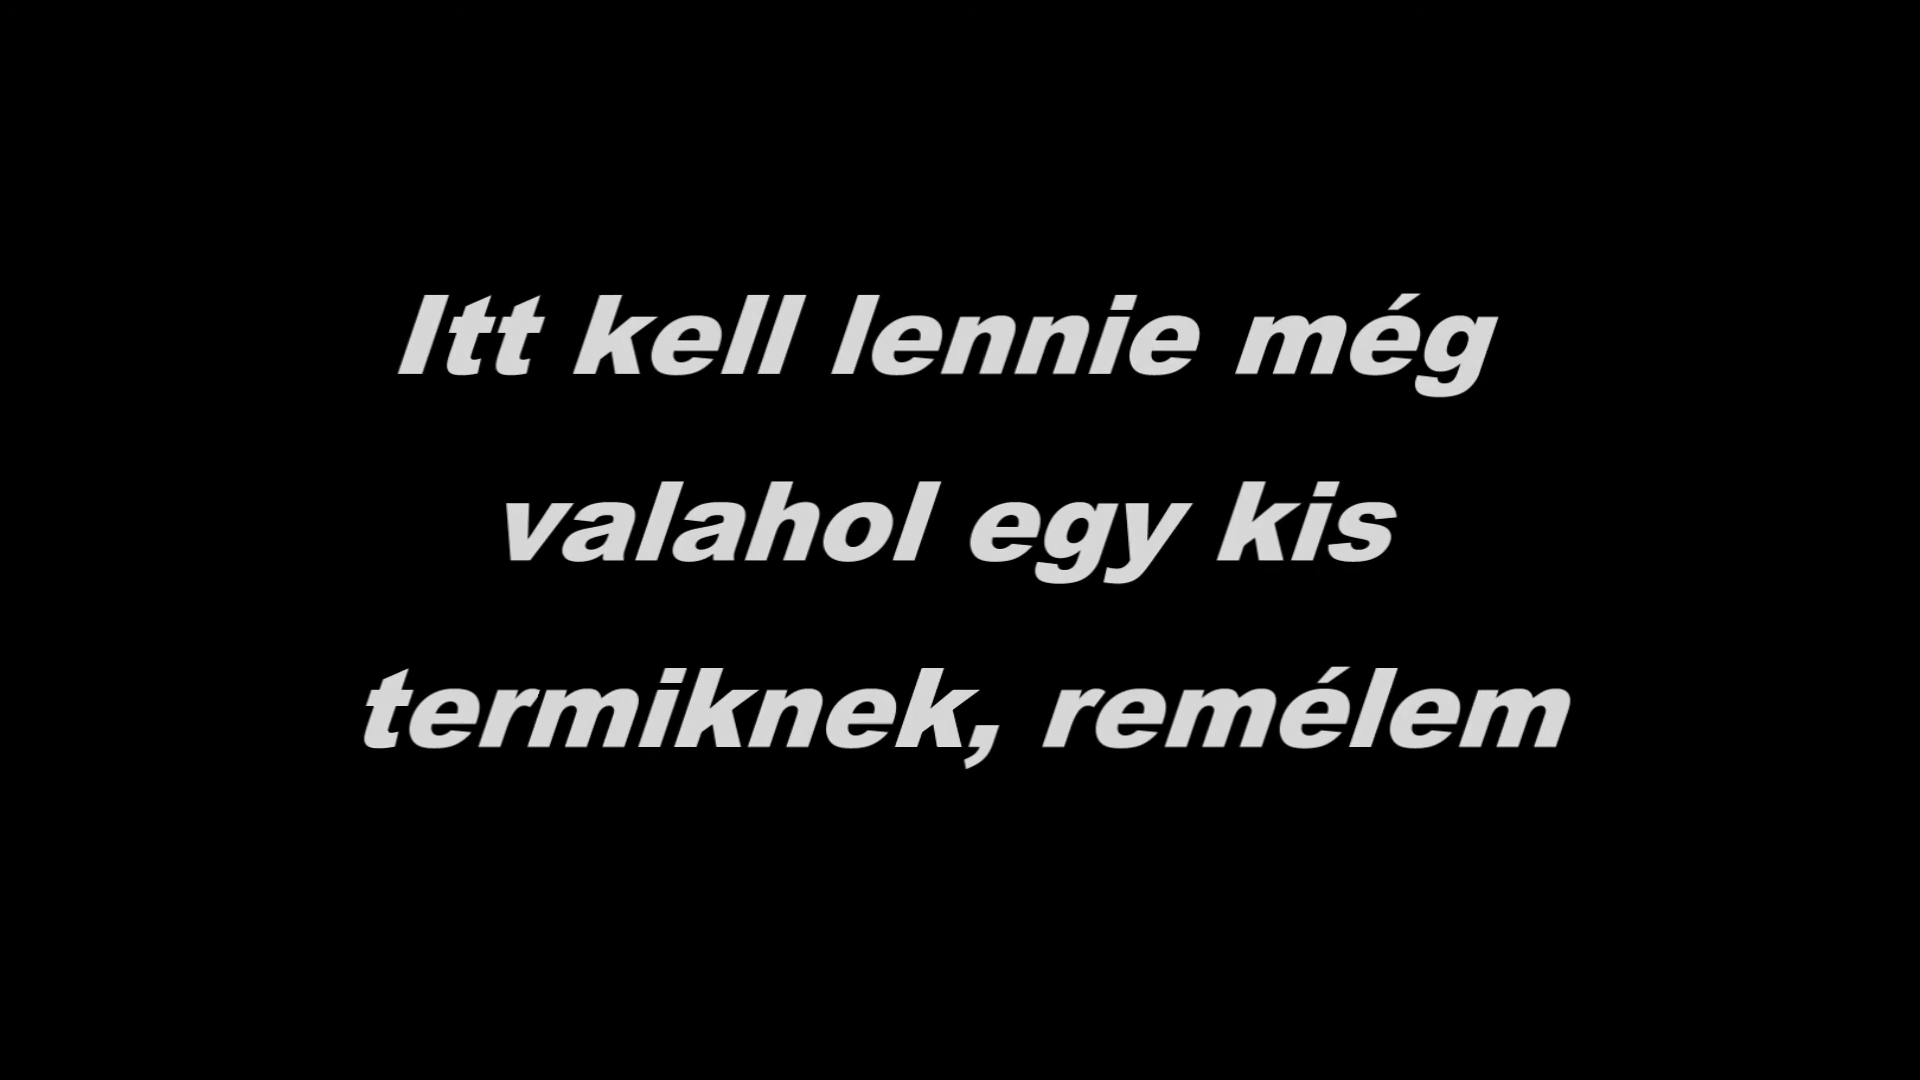 Itt kell lennie még
valahol egy kis
termiknek, remélem